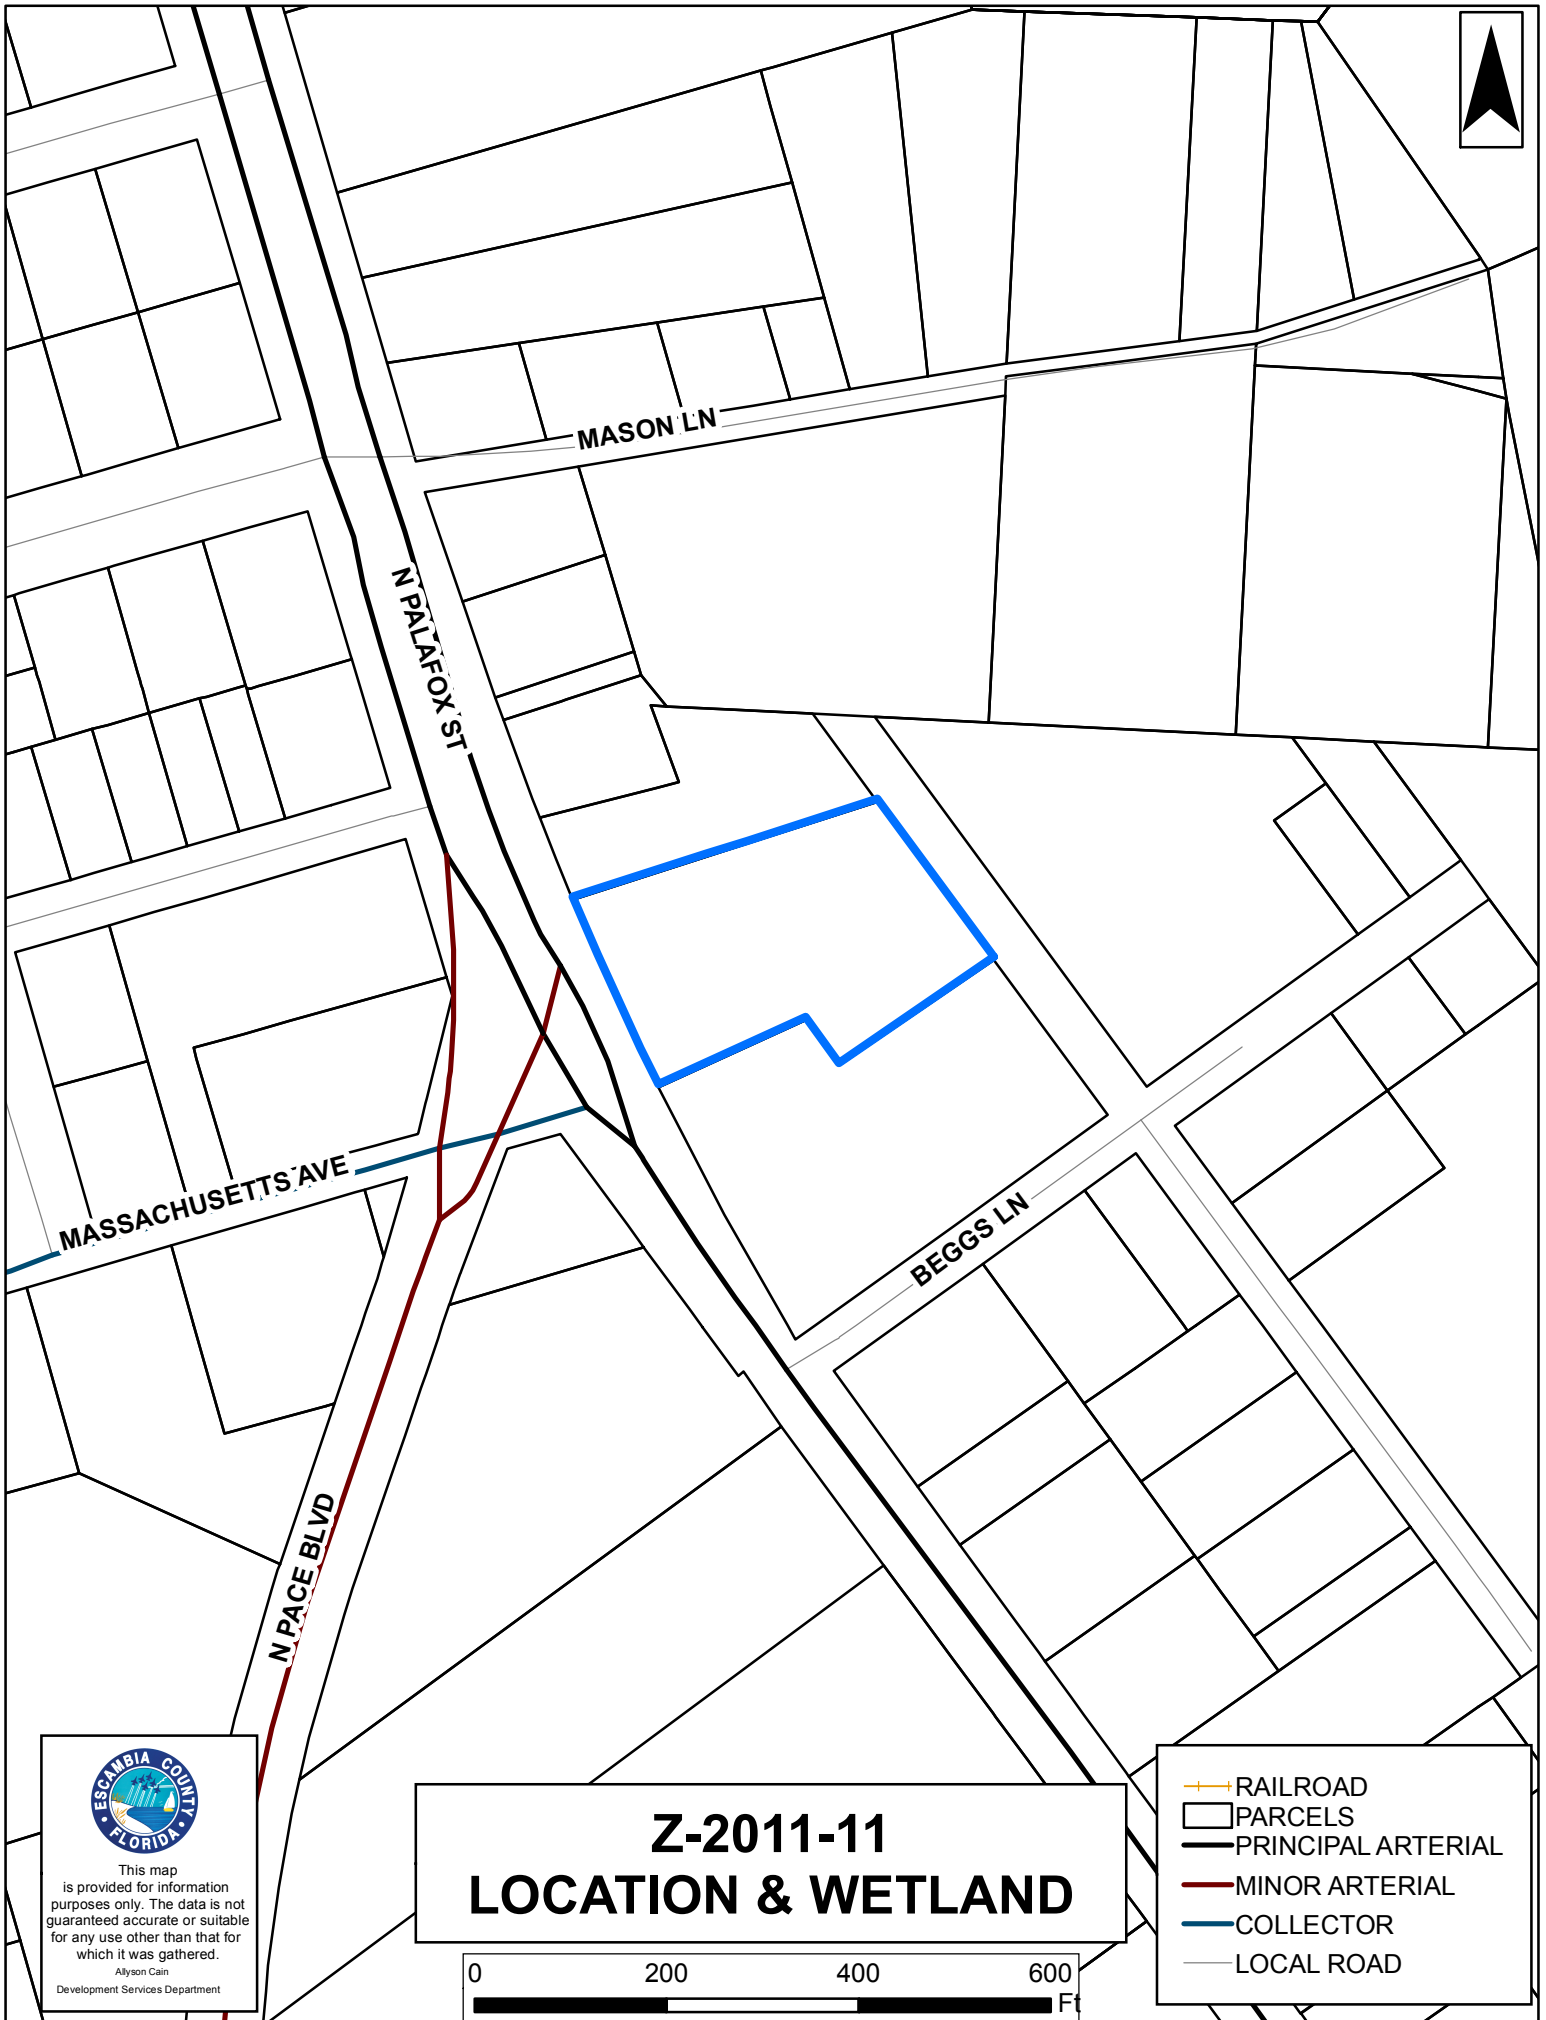 MASON LN
N PALAFOX ST
MASSACHUSETTS AVE
BEGGS LN
N PACE BLVD
ESCAMBIA COUNTY
FLORIDA
This map
is provided for information
purposes only. The data is not
guaranteed accurate or suitable
for any use other than that for
which it was gathered.
Allyson Cain
Development Services Department
Z-2011-11
LOCATION & WETLAND
0 200 400 600
Ft
RAILROAD
PARCELS
PRINCIPAL ARTERIAL
MINOR ARTERIAL
COLLECTOR
LOCAL ROAD